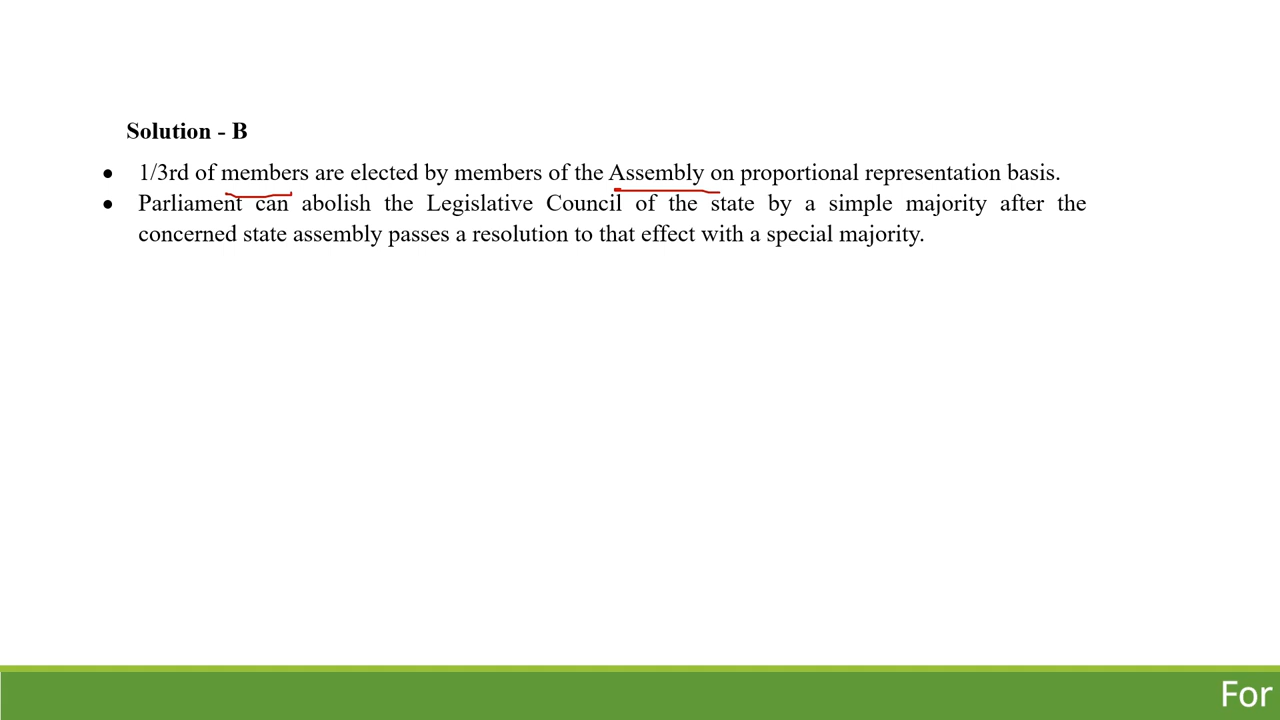 Solution - B
● 1/3rd of members are elected by members of the Assembly on proportional representation basis.
● Parliament can abolish the Legislative Council of the state by a simple majority after the
concerned state assembly passes a resolution to that effect with a special majority.
For